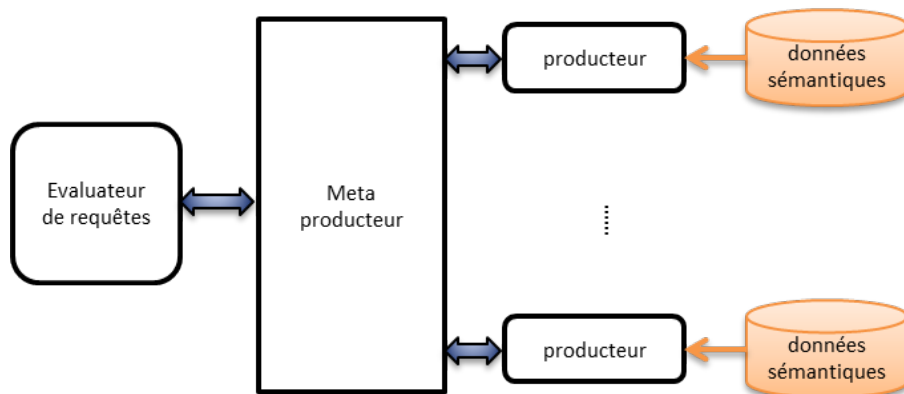 producteur
données
sémantiques
Evaluateur
de requêtes
Meta
producteur
producteur
données
sémantiques